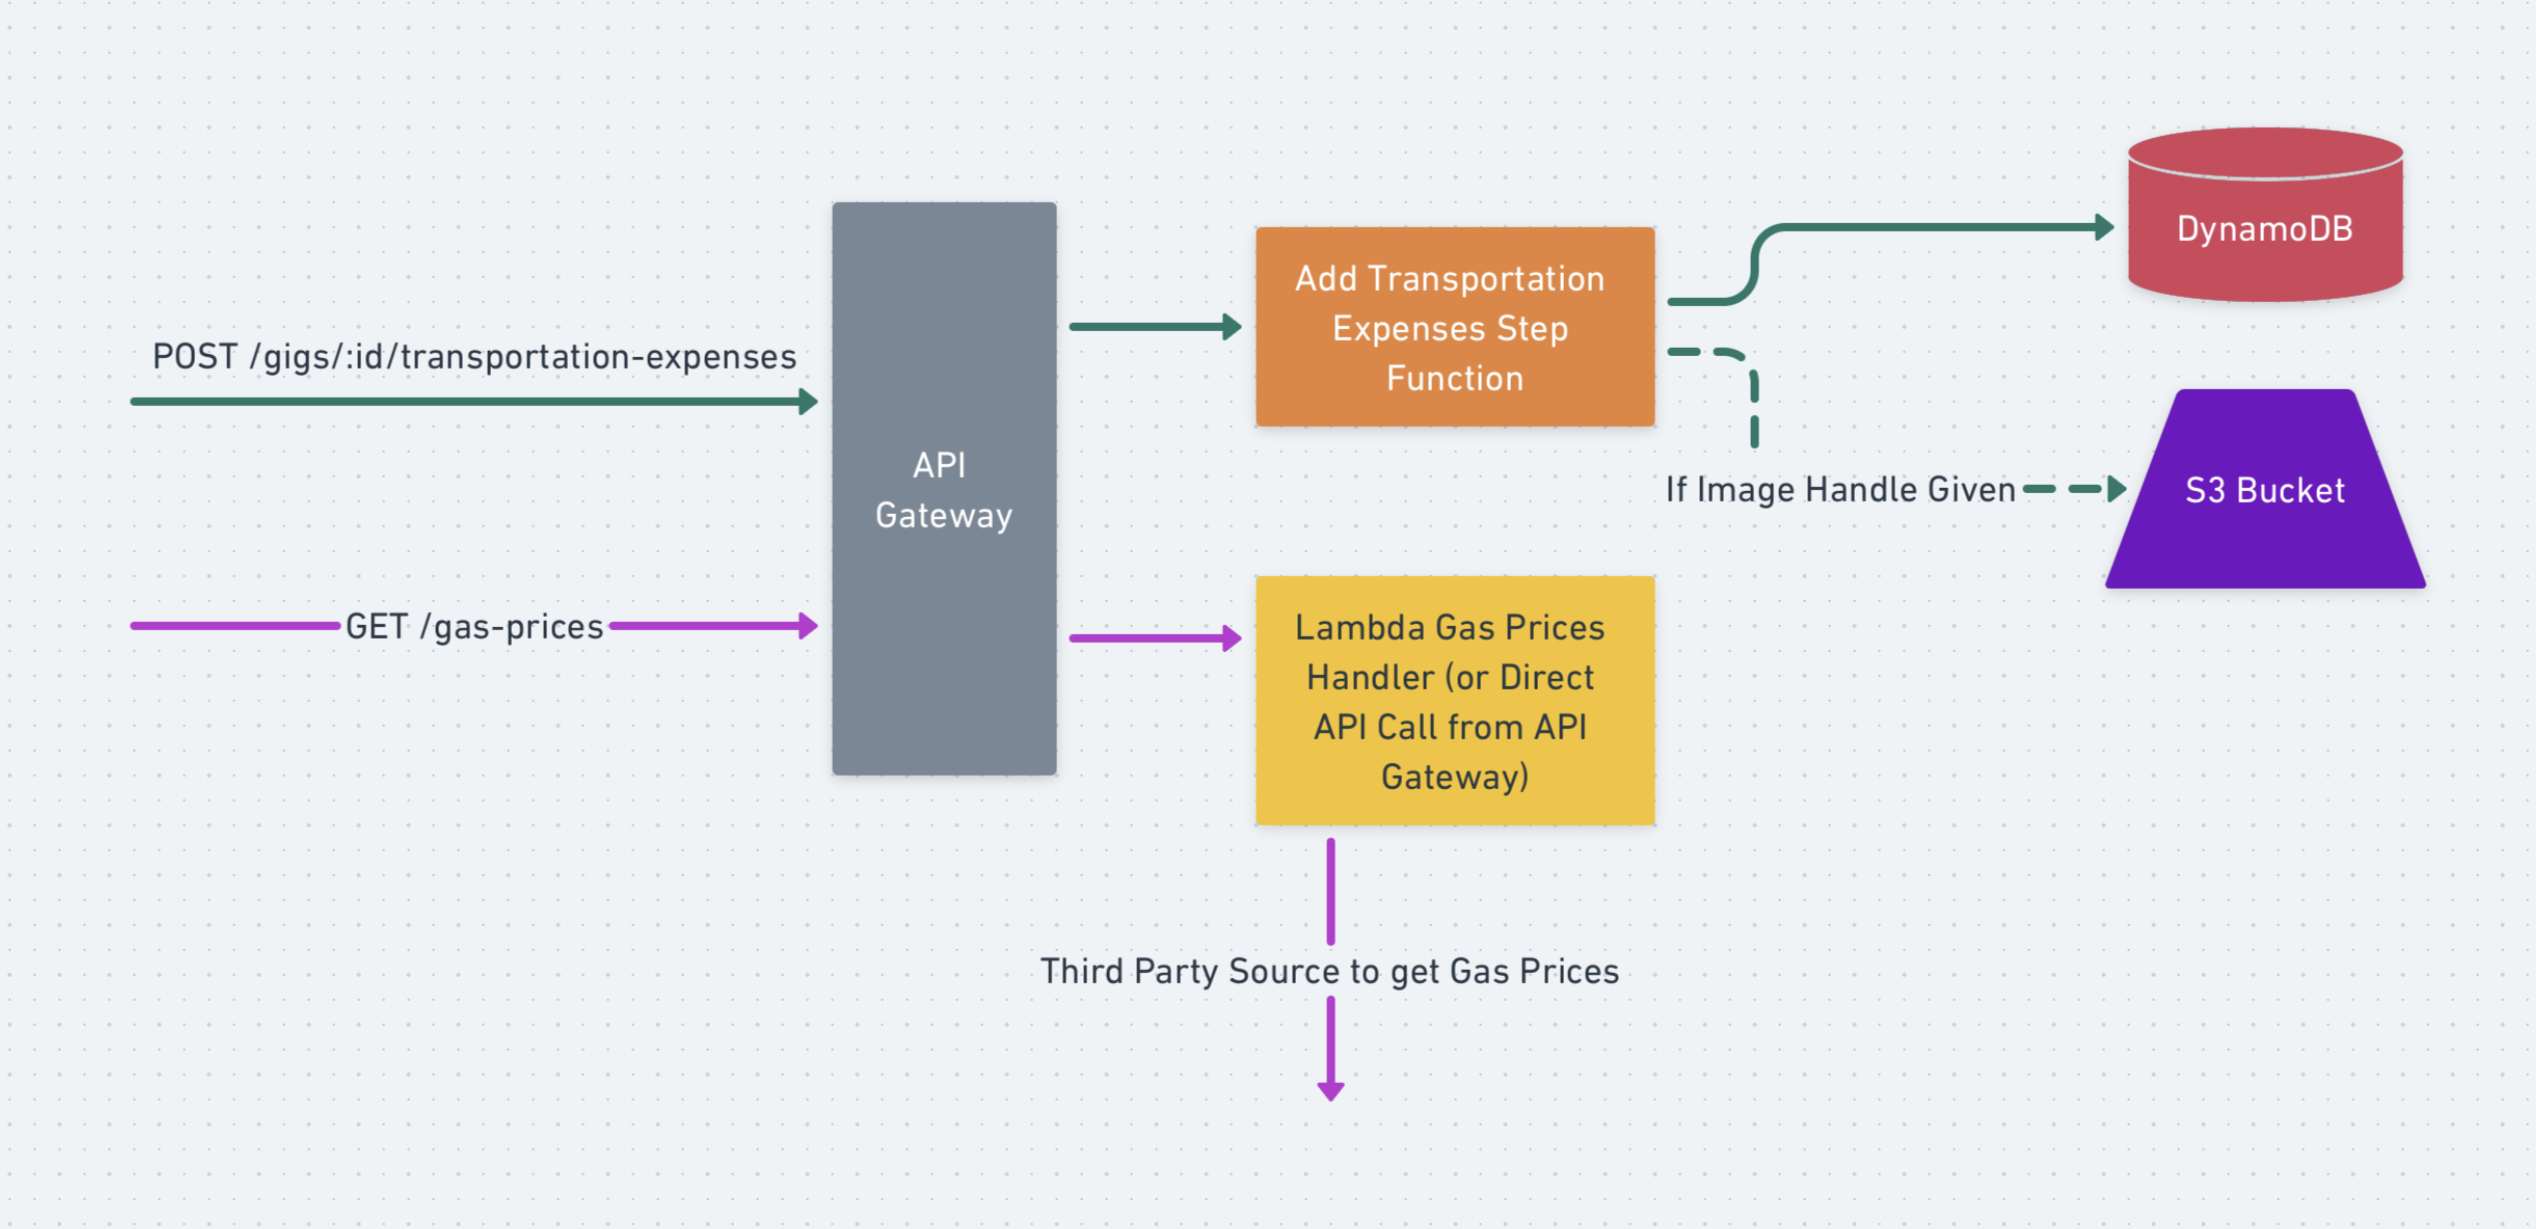 POST /gigs/:id/transportation-expenses
GET /gas-prices
API
Gateway
Add Transportation
Expenses Step
Function
DynamoDB
If Image Handle Given
S3 Bucket
Lambda Gas Prices
Handler (or Direct
API Call from API
Gateway)
Third Party Source to get Gas Prices